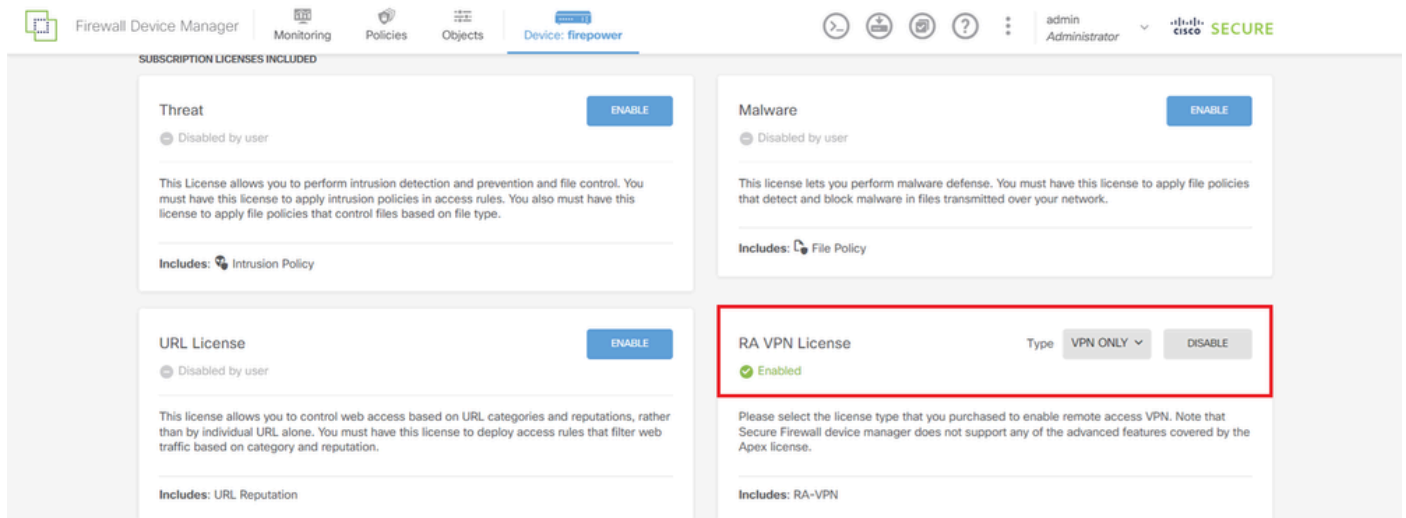 Firewall Device Manager
Monitoring
Policies
Objects
Device: firepower
admin
Administrator
cisco SECURE
SUBSCRIPTION LICENSES INCLUDED
Threat
ENABLE
Disabled by user
This License allows you to perform intrusion detection and prevention and file control. You
must have this license to apply intrusion policies in access rules. You also must have this
license to apply file policies that control files based on file type.
Includes: Intrusion Policy
Malware
ENABLE
Disabled by user
This license lets you perform malware defense. You must have this license to apply file policies
that detect and block malware in files transmitted over your network.
Includes: File Policy
URL License
ENABLE
Disabled by user
This license allows you to control web access based on URL categories and reputations, rather
than by individual URL alone. You must have this license to deploy access rules that filter web
traffic based on category and reputation.
Includes: URL Reputation
RA VPN License
Type VPN ONLY
DISABLE
Enabled
Please select the license type that you purchased to enable remote access VPN. Note that
Secure Firewall device manager does not support any of the advanced features covered by the
Apex license.
Includes: RA-VPN